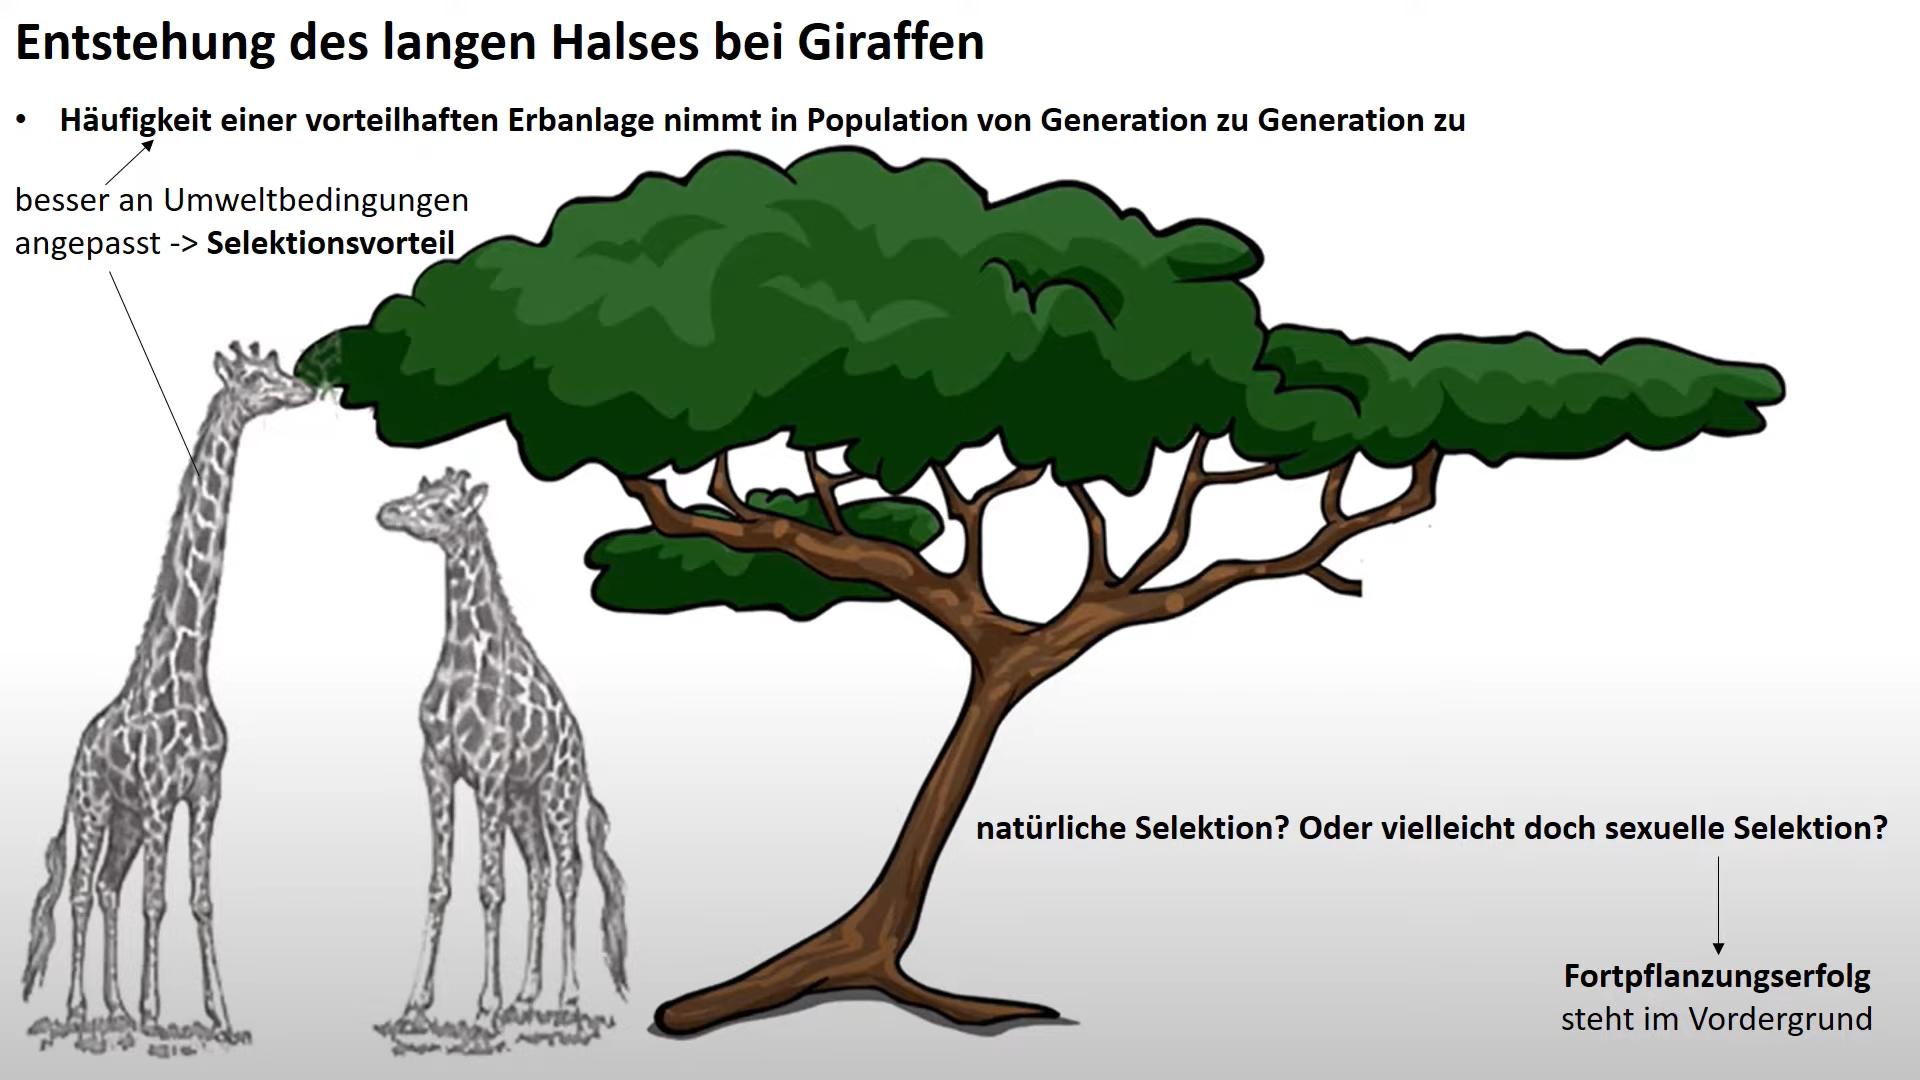 Entstehung des langen Halses bei Giraffen
• Häufigkeit einer vorteilhaften Erbanlage nimmt in Population von Generation zu Generation zu
besser an Umweltbedingungen
angepasst -> Selektionsvorteil
natürliche Selektion? Oder vielleicht doch sexuelle Selektion?
Fortpflanzungserfolg
steht im Vordergrund